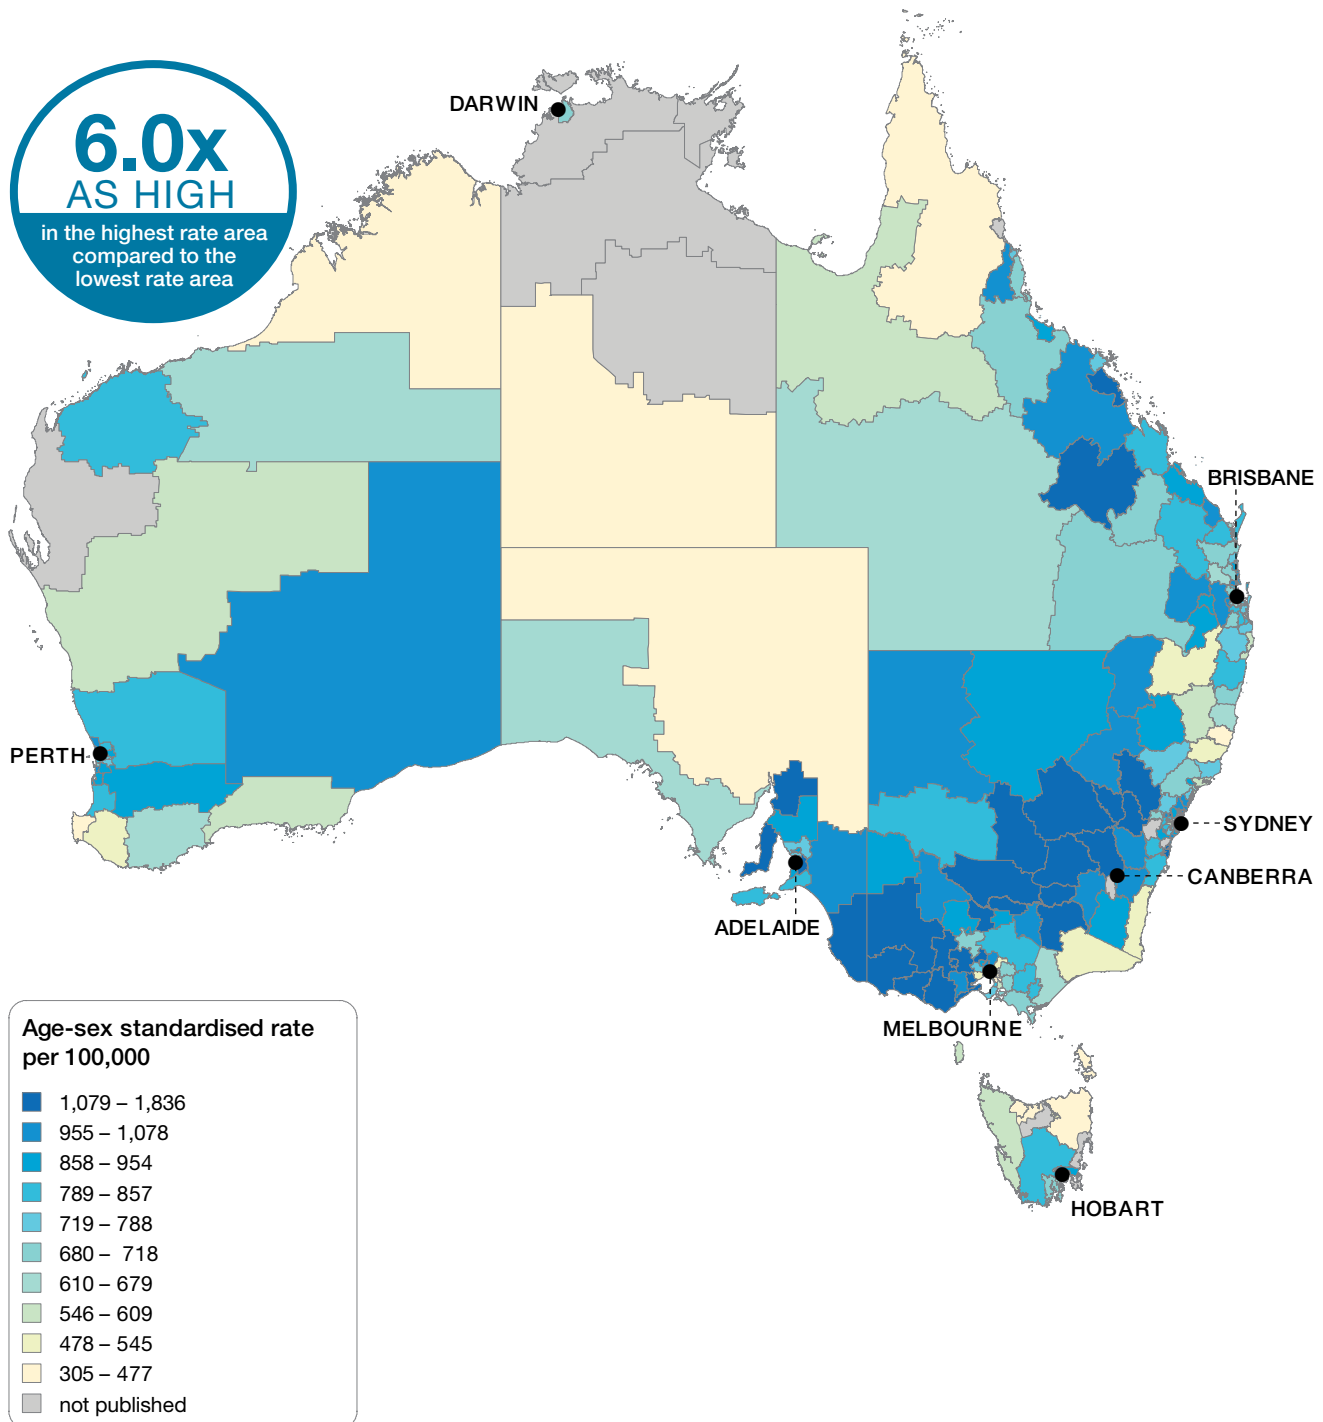 6.0x
AS HIGH
in the highest rate area
compared to the
lowest rate area
DARWIN
BRISBANE
PERTH
SYDNEY
CANBERRA
ADELAIDE
MELBOURNE
HOBART
Age-sex standardised rate
per 100,000
1,079 – 1,836
955 – 1,078
858 – 954
789 – 857
719 – 788
680 – 718
610 – 679
546 – 609
478 – 545
305 – 477
not published